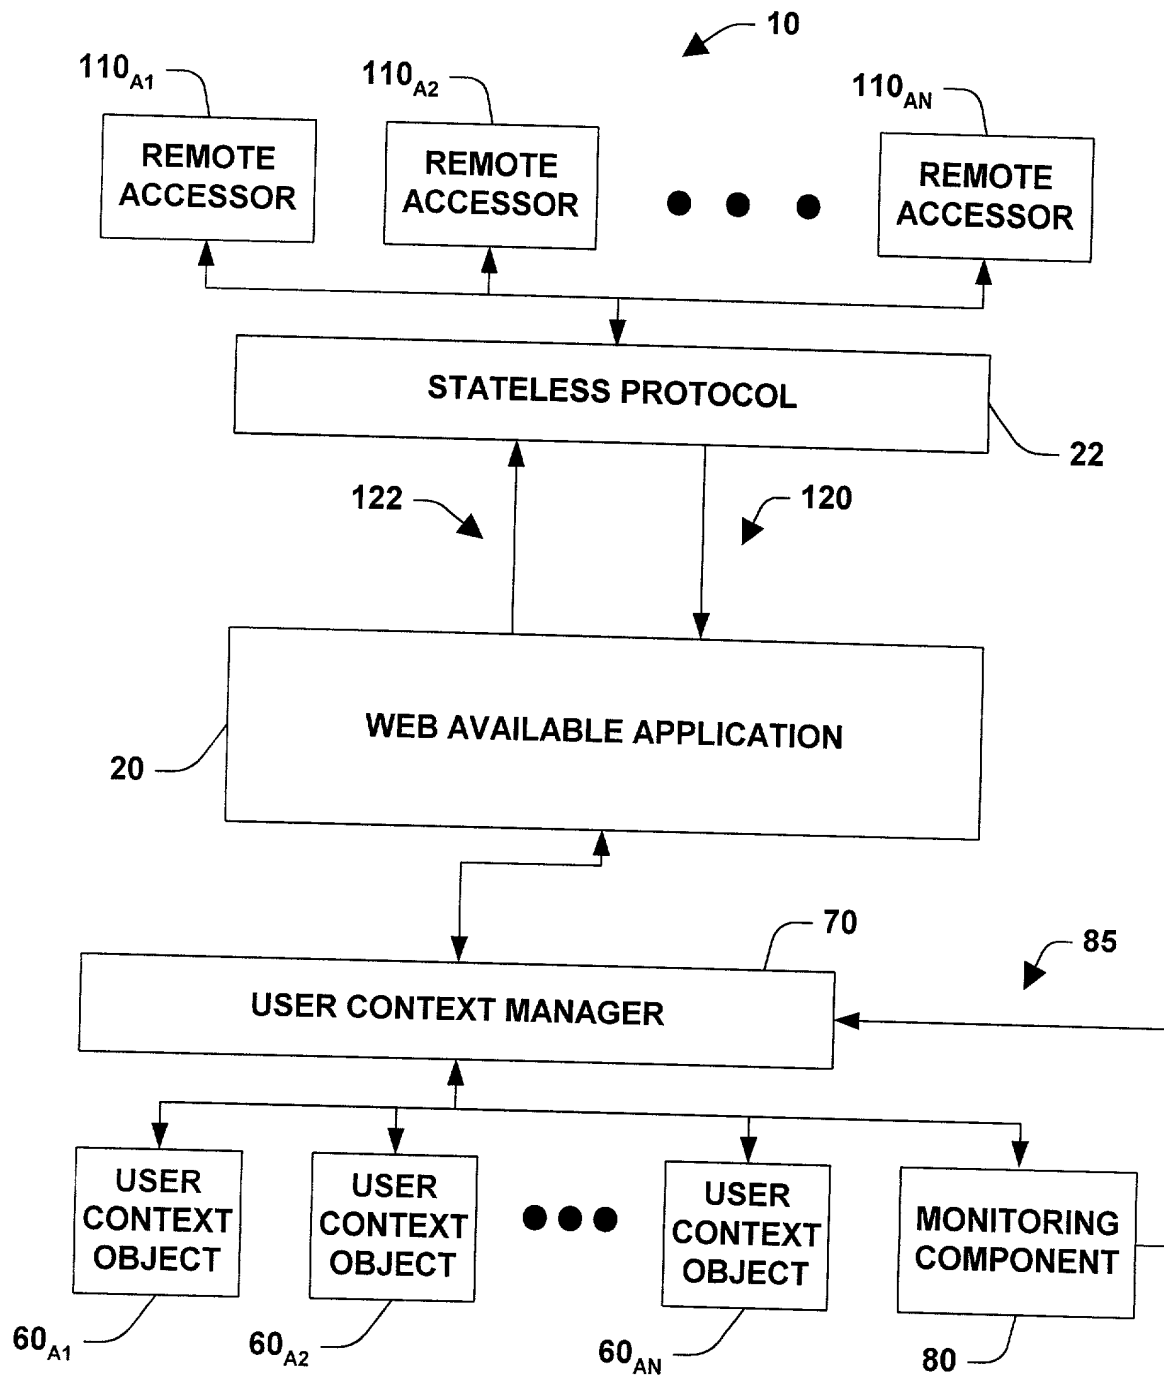 10
110A1
110A2
110AN
REMOTE
ACCESSOR
REMOTE
ACCESSOR
REMOTE
ACCESSOR
STATELESS PROTOCOL
22
122
120
WEB AVAILABLE APPLICATION
20
70
85
USER CONTEXT MANAGER
USER
CONTEXT
OBJECT
USER
CONTEXT
OBJECT
USER
CONTEXT
OBJECT
MONITORING
COMPONENT
60A1
60A2
60AN
80